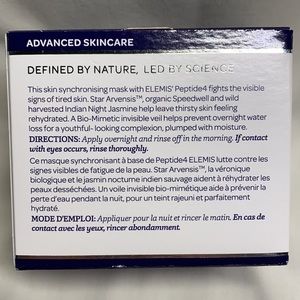 ADVANCED SKINCARE
DEFINED BY NATURE, LED BY SCIENCE
This skin synchronising mask with ELEMIS' Peptide4 fights the visible
signs of tired skin. Star Arvensis™, organic Speedwell and wild
harvested Indian Night Jasmine help leave thirsty skin feeling
rehydrated. A Bio-Mimetic invisible veil helps prevent overnight water
loss for a youthful- looking complexion, plumped with moisture.
DIRECTIONS: Apply overnight and rinse off in the morning. If contact
with eyes occurs, rinse thoroughly.
Ce masque synchronisant à base de Peptide4 ELEMIS lutte contre les
signes visibles de fatigue de la peau. Star Arvensis™, la véronique
biologique et le jasmin nocturne indien sauvage aident à réhydrater les
peaux desséchées. Un voile invisible bio-mimétique aide à prévenir la
perte d'eau pendant la nuit, pour un teint rajeuni et parfaitement
hydraté.
MODE D'EMPLOI: Appliquer pour la nuit et rincer le matin. En cas de
contact avec les yeux, rincer abondamment.